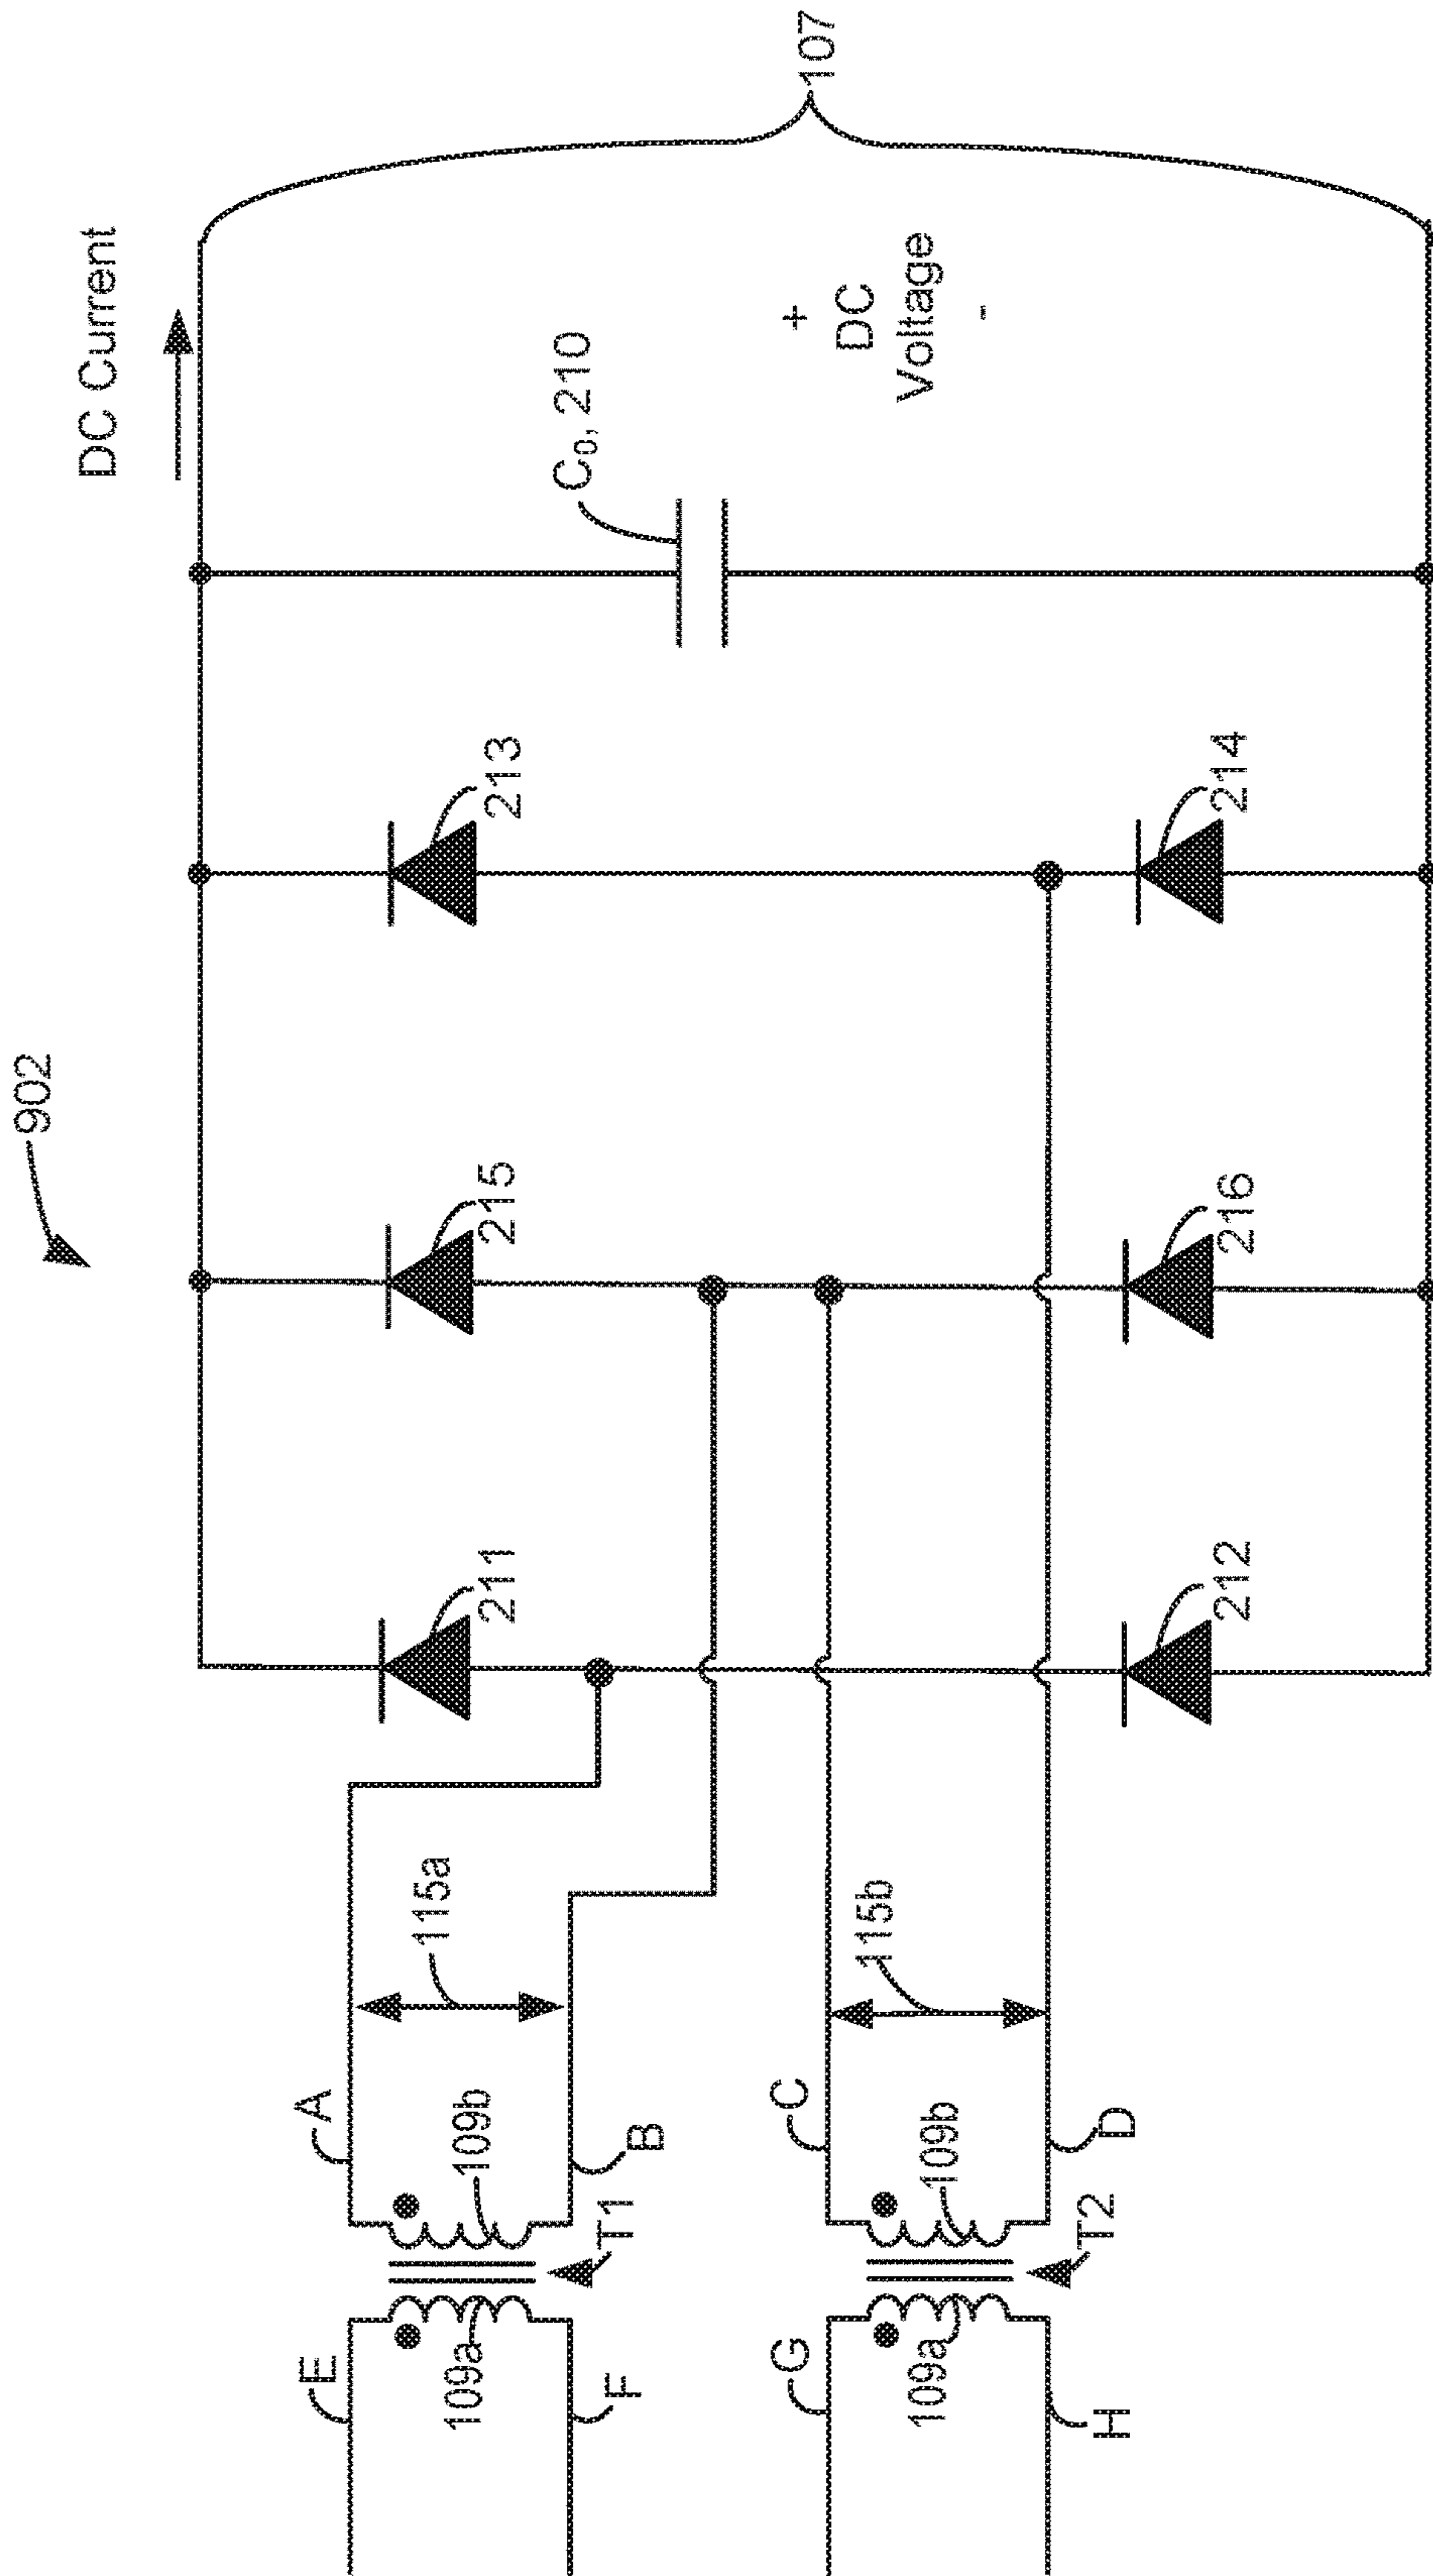 902
DC Current
107
+
DC
Voltage
-
C₀, 210
211
215
213
212
216
214
115a
115b
A
B
C
D
109b
109b
T1
T2
109a
109a
E
F
G
H